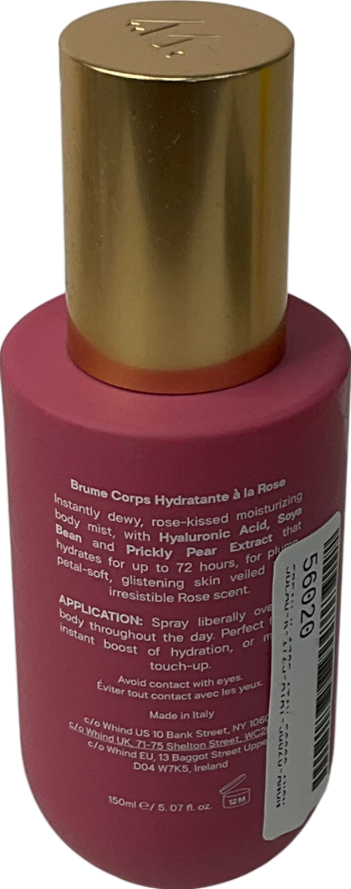 Brume Corps Hydratante à la Rose
Instantly dewy, rose-kissed moisturizing
body mist, with Hyaluronic Acid, Soya
Bean and Prickly Pear Extract that
hydrates for up to 72 hours, for
petal-soft, glistening skin veiled
irresistible Rose scent.
APPLICATION: Spray liberally
body throughout the day. Perfect
instant boost of hydration, or
touch-up.
Avoid contact with eyes.
Éviter tout contact avec les yeux.
Made in Italy
c/o Whind US 10 Bank Street, NY
c/o Whind UK, 71-75 Shelton Street,
c/o Whind EU, 13 Baggot Street
D04 W7K5, Ireland
150ml e / 5.07 fl. oz.
12M
56020